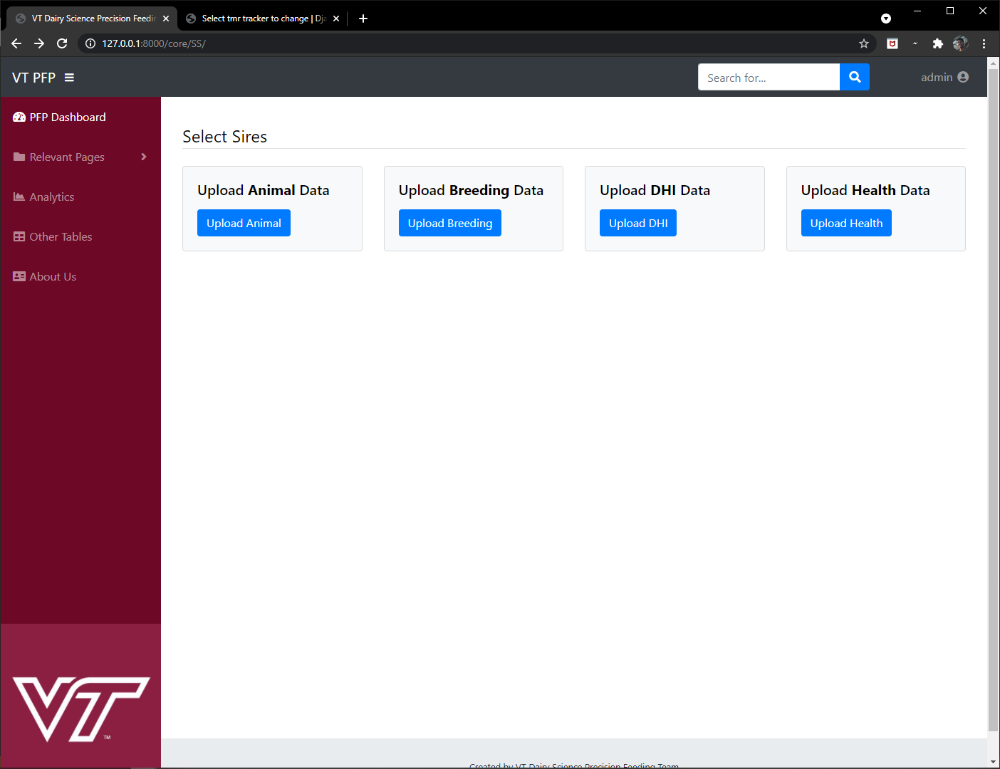 VT Dairy Science Precision Feedin
Select tmr tracker to change | Dja
127.0.0.1:8000/core/SS/
VT PFP
Search for...
admin
PFP Dashboard
Relevant Pages
Analytics
Other Tables
About Us
Select Sires
Upload Animal Data
Upload Animal
Upload Breeding Data
Upload Breeding
Upload DHI Data
Upload DHI
Upload Health Data
Upload Health
VT
TM
Created by VT Dairy Science Precision Feeding Team